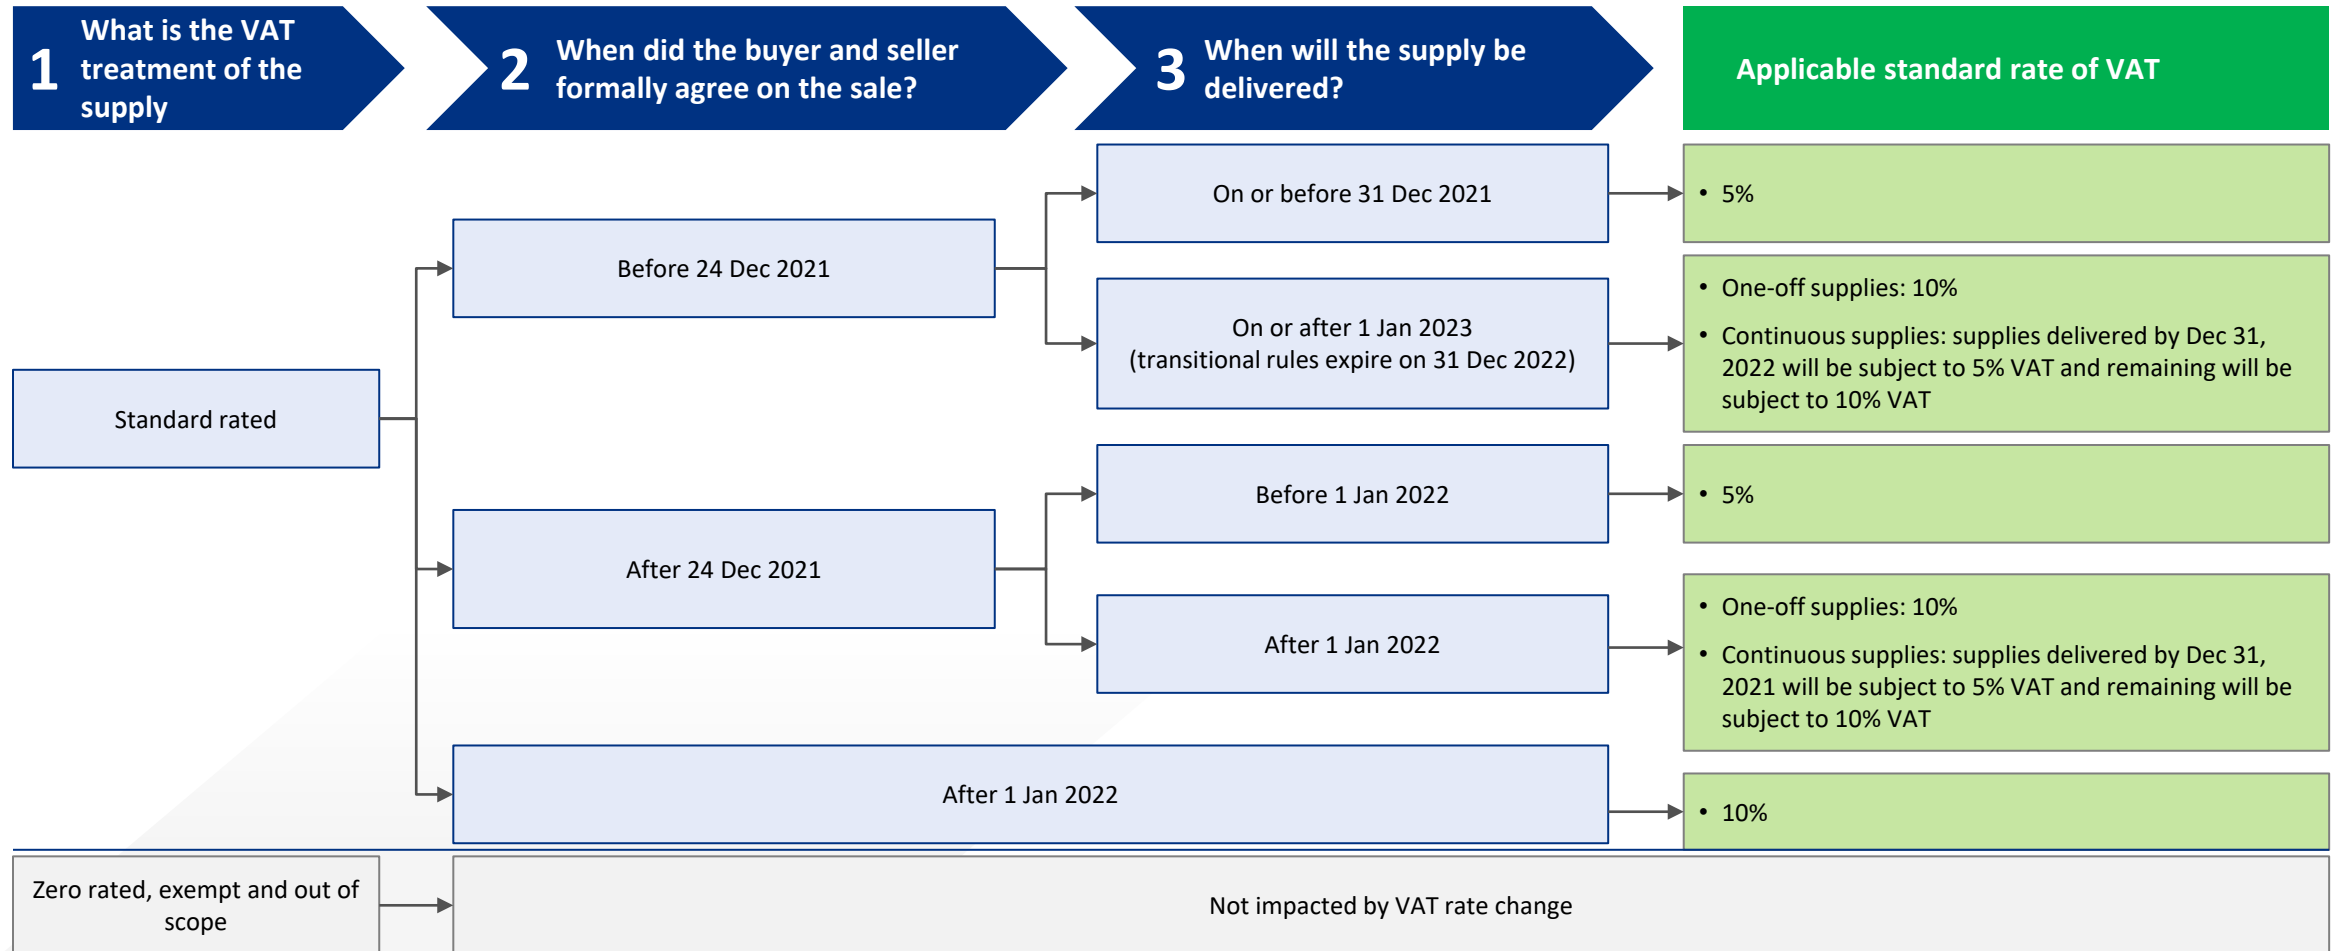 1
What is the VAT
treatment of the
supply
2
When did the buyer and seller
formally agree on the sale?
3
When will the supply be
delivered?
Applicable standard rate of VAT
Standard rated
Before 24 Dec 2021
On or before 31 Dec 2021
• 5%
On or after 1 Jan 2023
(transitional rules expire on 31 Dec 2022)
• One-off supplies: 10%
• Continuous supplies: supplies delivered by Dec 31,
2022 will be subject to 5% VAT and remaining will be
subject to 10% VAT
After 24 Dec 2021
Before 1 Jan 2022
• 5%
After 1 Jan 2022
• One-off supplies: 10%
• Continuous supplies: supplies delivered by Dec 31,
2021 will be subject to 5% VAT and remaining will be
subject to 10% VAT
After 1 Jan 2022
• 10%
Zero rated, exempt and out of
scope
Not impacted by VAT rate change